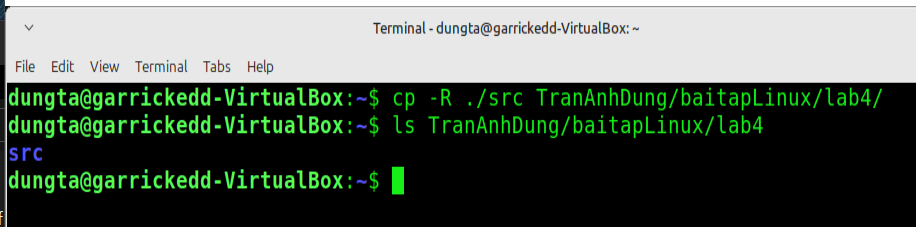 Terminal - dungta@garrickedd-VirtualBox: ~
File Edit View Terminal Tabs Help
dungta@garrickedd-VirtualBox:~$ cp -R ./src TranAnhDung/baitapLinux/lab4/
dungta@garrickedd-VirtualBox:~$ ls TranAnhDung/baitapLinux/lab4
src
dungta@garrickedd-VirtualBox:~$